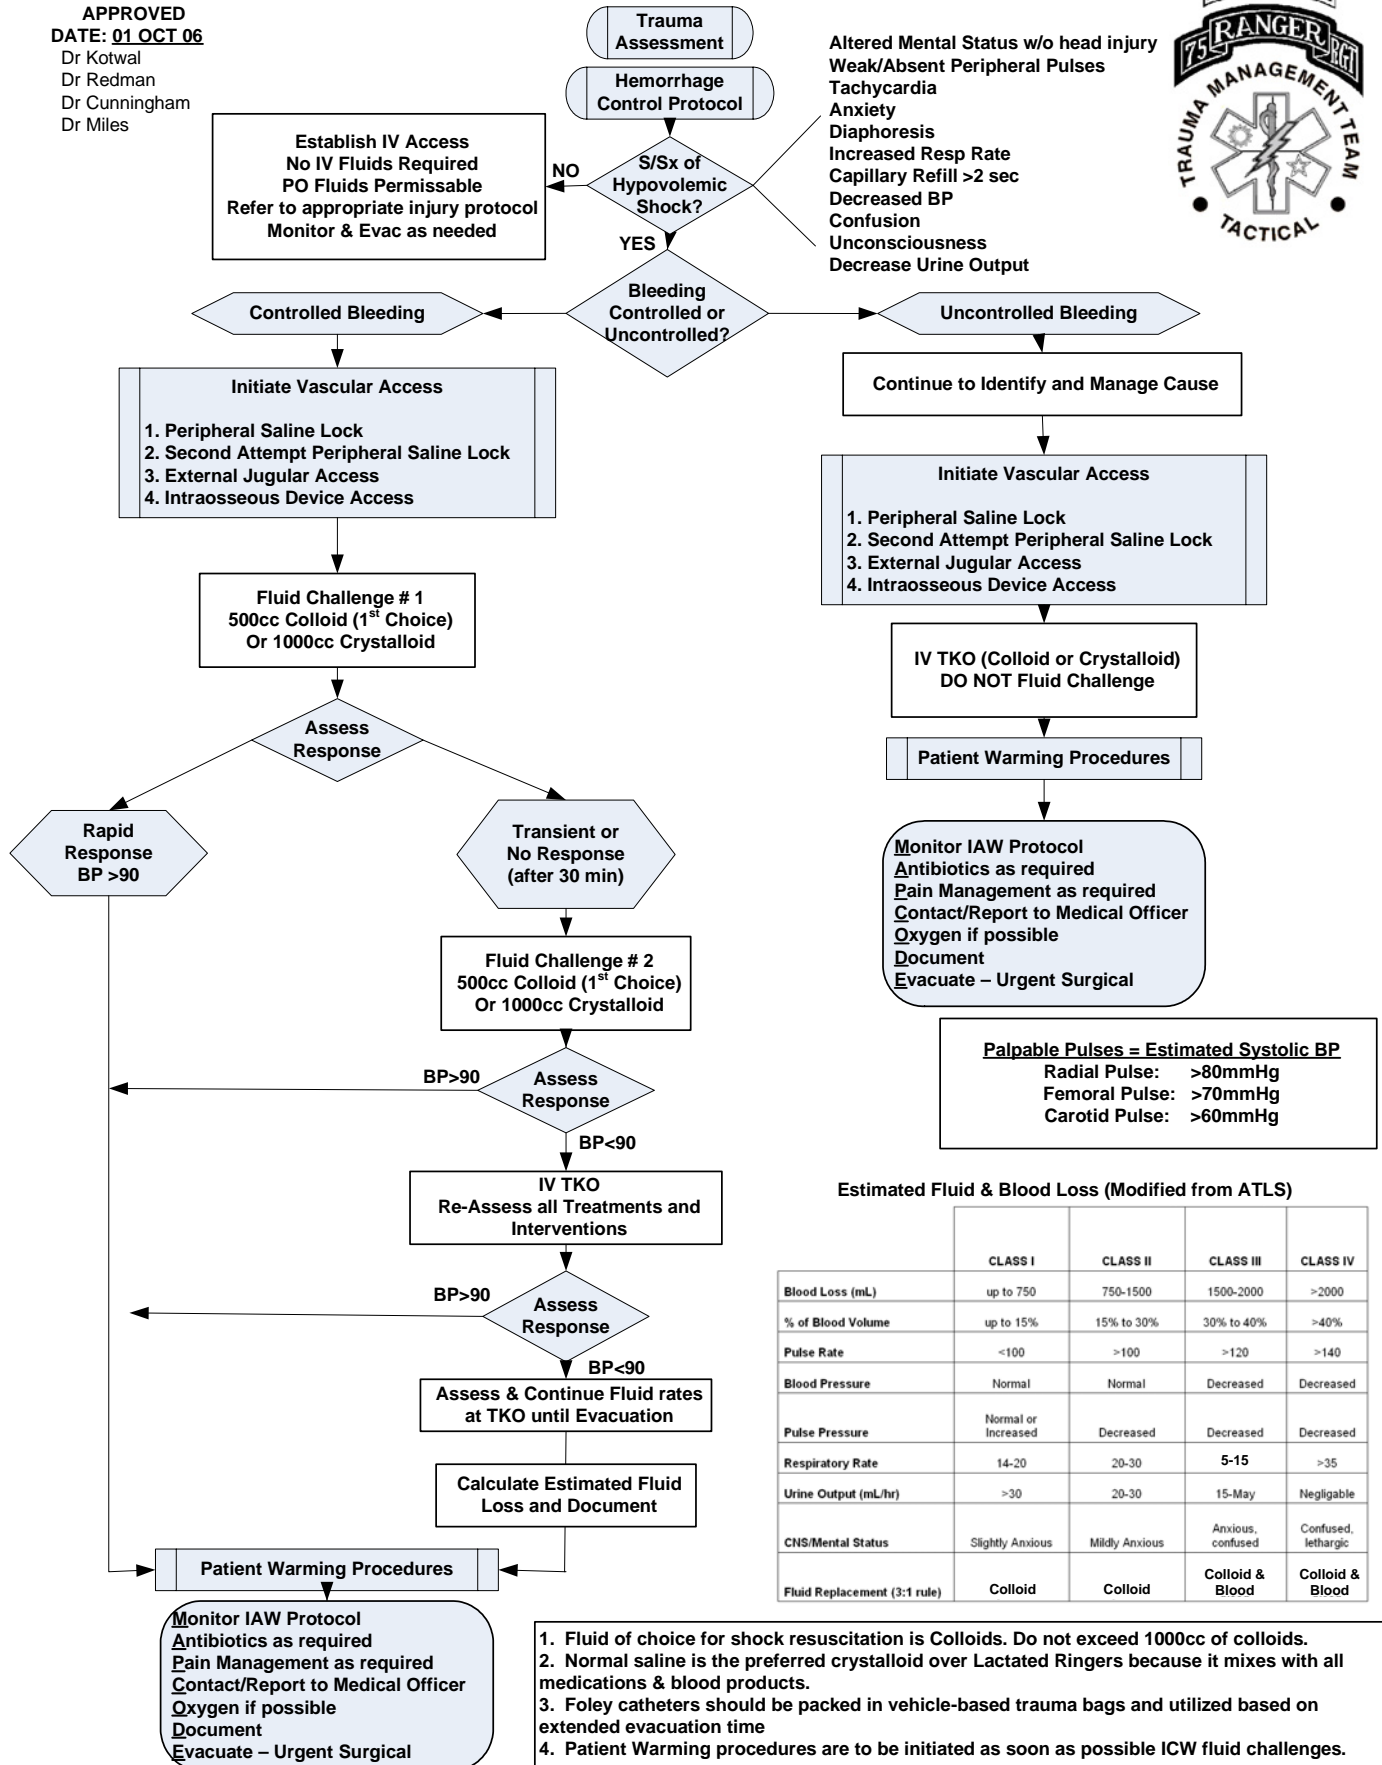 APPROVED
DATE: 01 OCT 06
Dr Kotwal
Dr Redman
Dr Cunningham
Dr Miles
Trauma
Assessment
Hemorrhage
Control Protocol
75 RANGER RGT
TRAUMA MANAGEMENT TEAM
TACTICAL
Altered Mental Status w/o head injury
Weak/Absent Peripheral Pulses
Tachycardia
Anxiety
Diaphoresis
Increased Resp Rate
Capillary Refill >2 sec
Decreased BP
Confusion
Unconsciousness
Decrease Urine Output
S/Sx of
Hypovolemic
Shock?
NO
Establish IV Access
No IV Fluids Required
PO Fluids Permissable
Refer to appropriate injury protocol
Monitor & Evac as needed
YES
Bleeding
Controlled or
Uncontrolled?
Controlled Bleeding
Uncontrolled Bleeding
Initiate Vascular Access
1. Peripheral Saline Lock
2. Second Attempt Peripheral Saline Lock
3. External Jugular Access
4. Intraosseous Device Access
Fluid Challenge # 1
500cc Colloid (1st Choice)
Or 1000cc Crystalloid
Assess
Response
Rapid
Response
BP >90
Transient or
No Response
(after 30 min)
Fluid Challenge # 2
500cc Colloid (1st Choice)
Or 1000cc Crystalloid
BP>90
Assess
Response
BP<90
IV TKO
Re-Assess all Treatments and
Interventions
BP>90
Assess
Response
BP<90
Assess & Continue Fluid rates
at TKO until Evacuation
Calculate Estimated Fluid
Loss and Document
Patient Warming Procedures
Monitor IAW Protocol
Antibiotics as required
Pain Management as required
Contact/Report to Medical Officer
Oxygen if possible
Document
Evacuate – Urgent Surgical
Continue to Identify and Manage Cause
Initiate Vascular Access
1. Peripheral Saline Lock
2. Second Attempt Peripheral Saline Lock
3. External Jugular Access
4. Intraosseous Device Access
IV TKO (Colloid or Crystalloid)
DO NOT Fluid Challenge
Patient Warming Procedures
Monitor IAW Protocol
Antibiotics as required
Pain Management as required
Contact/Report to Medical Officer
Oxygen if possible
Document
Evacuate – Urgent Surgical
Palpable Pulses = Estimated Systolic BP
Radial Pulse: >80mmHg
Femoral Pulse: >70mmHg
Carotid Pulse: >60mmHg
Estimated Fluid & Blood Loss (Modified from ATLS)
CLASS I CLASS II CLASS III CLASS IV
Blood Loss (mL) up to 750 750-1500 1500-2000 >2000
% of Blood Volume up to 15% 15% to 30% 30% to 40% >40%
Pulse Rate <100 >100 >120 >140
Blood Pressure Normal Normal Decreased Decreased
Pulse Pressure Normal or Increased Decreased Decreased Decreased
Respiratory Rate 14-20 20-30 5-15 >35
Urine Output (mL/hr) >30 20-30 15-May Negligable
CNS/Mental Status Slightly Anxious Mildly Anxious Anxious, confused Confused, lethargic
Fluid Replacement (3:1 rule) Colloid Colloid Colloid & Blood Colloid & Blood
1. Fluid of choice for shock resuscitation is Colloids. Do not exceed 1000cc of colloids.
2. Normal saline is the preferred crystalloid over Lactated Ringers because it mixes with all
medications & blood products.
3. Foley catheters should be packed in vehicle-based trauma bags and utilized based on
extended evacuation time
4. Patient Warming procedures are to be initiated as soon as possible ICW fluid challenges.